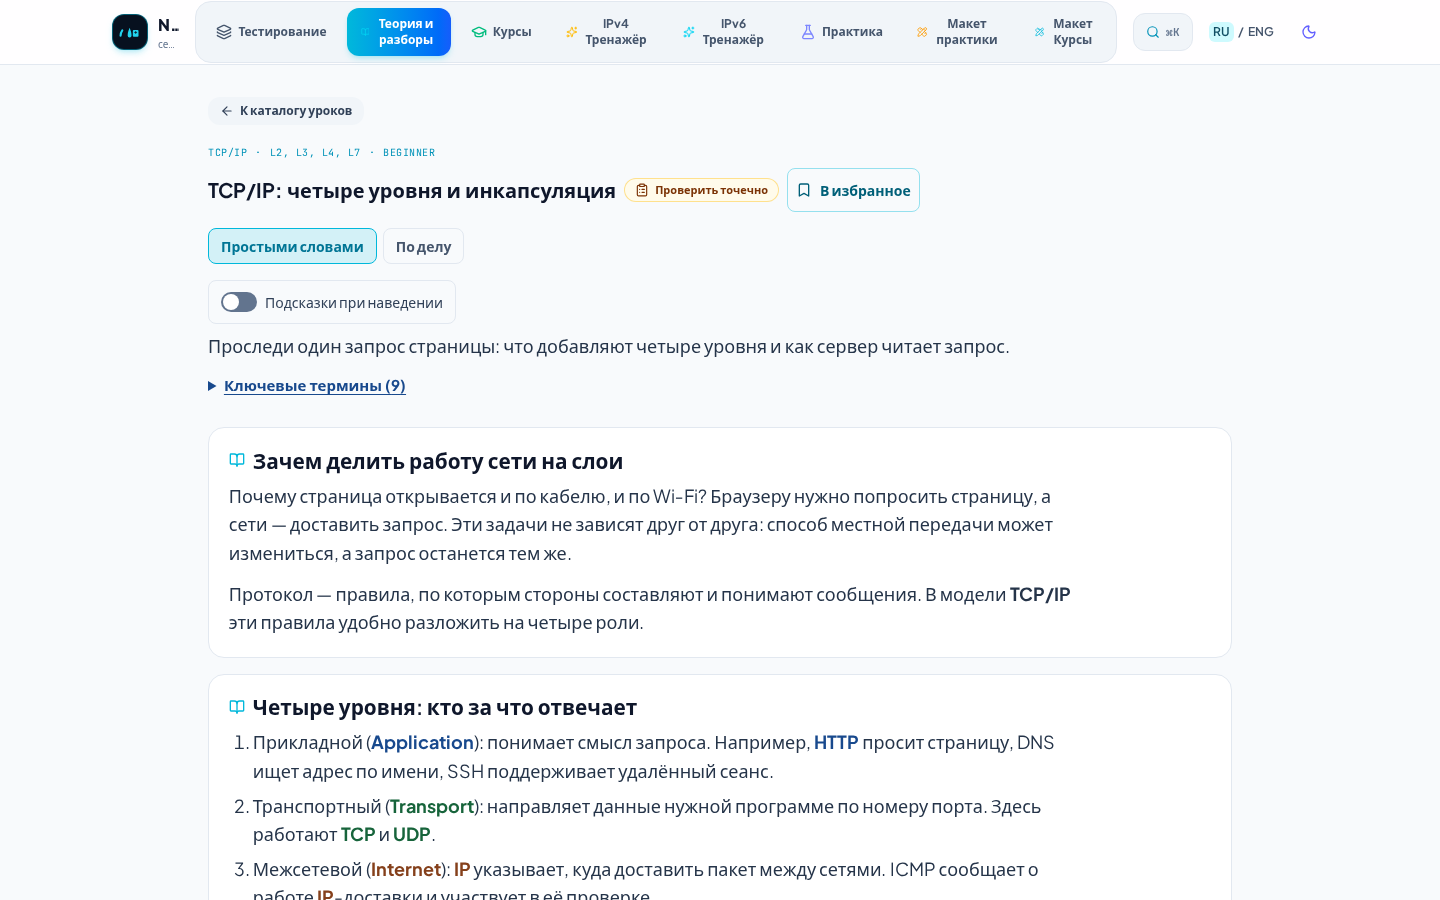 N…
се…
Тестирование
Теория и
разборы
Курсы
IPv4
Тренажёр
IPv6
Тренажёр
Практика
Макет
практики
Макет
Курсы
⌘K
RU / ENG
К каталогу уроков
TCP/IP · L2, L3, L4, L7 · BEGINNER
TCP/IP: четыре уровня и инкапсуляция
Проверить точечно
В избранное
Простыми словами
По делу
Подсказки при наведении
Проследи один запрос страницы: что добавляют четыре уровня и как сервер читает запрос.
Ключевые термины (9)
Зачем делить работу сети на слои
Почему страница открывается и по кабелю, и по Wi-Fi? Браузеру нужно попросить страницу, а
сети — доставить запрос. Эти задачи не зависят друг от друга: способ местной передачи может
измениться, а запрос останется тем же.
Протокол — правила, по которым стороны составляют и понимают сообщения. В модели TCP/IP
эти правила удобно разложить на четыре роли.
Четыре уровня: кто за что отвечает
1. Прикладной (Application): понимает смысл запроса. Например, HTTP просит страницу, DNS
ищет адрес по имени, SSH поддерживает удалённый сеанс.
2. Транспортный (Transport): направляет данные нужной программе по номеру порта. Здесь
работают TCP и UDP.
3. Межсетевой (Internet): IP указывает, куда доставить пакет между сетями. ICMP сообщает о
работе IP-доставки и участвует в её проверке.